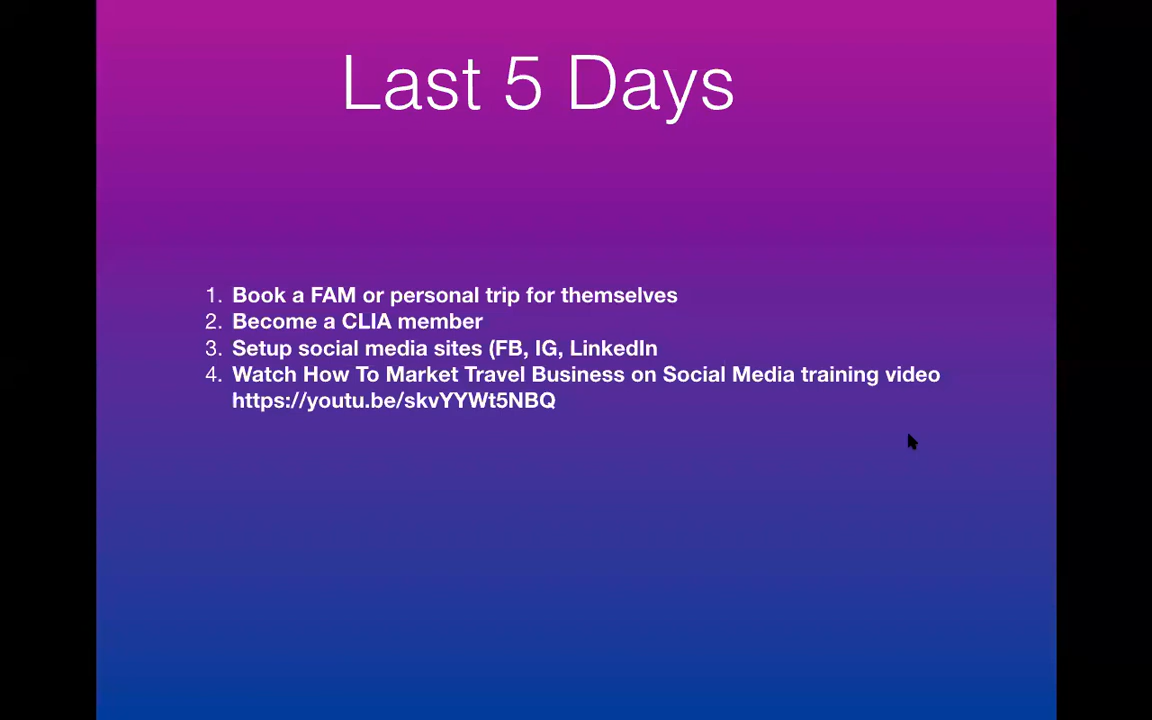 Last 5 Days
1. Book a FAM or personal trip for themselves
2. Become a CLIA member
3. Setup social media sites (FB, IG, LinkedIn
4. Watch How To Market Travel Business on Social Media training video
https://youtu.be/skvYYWt5NBQ